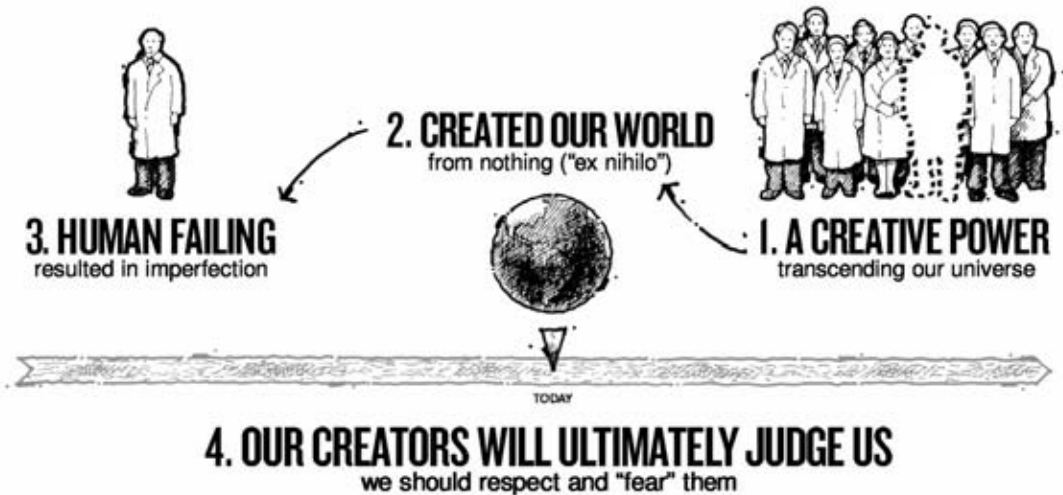 2. CREATED OUR WORLD
from nothing ("ex nihilo")
3. HUMAN FAILING
resulted in imperfection
1. A CREATIVE POWER
transcending our universe
TODAY
4. OUR CREATORS WILL ULTIMATELY JUDGE US
we should respect and "fear" them